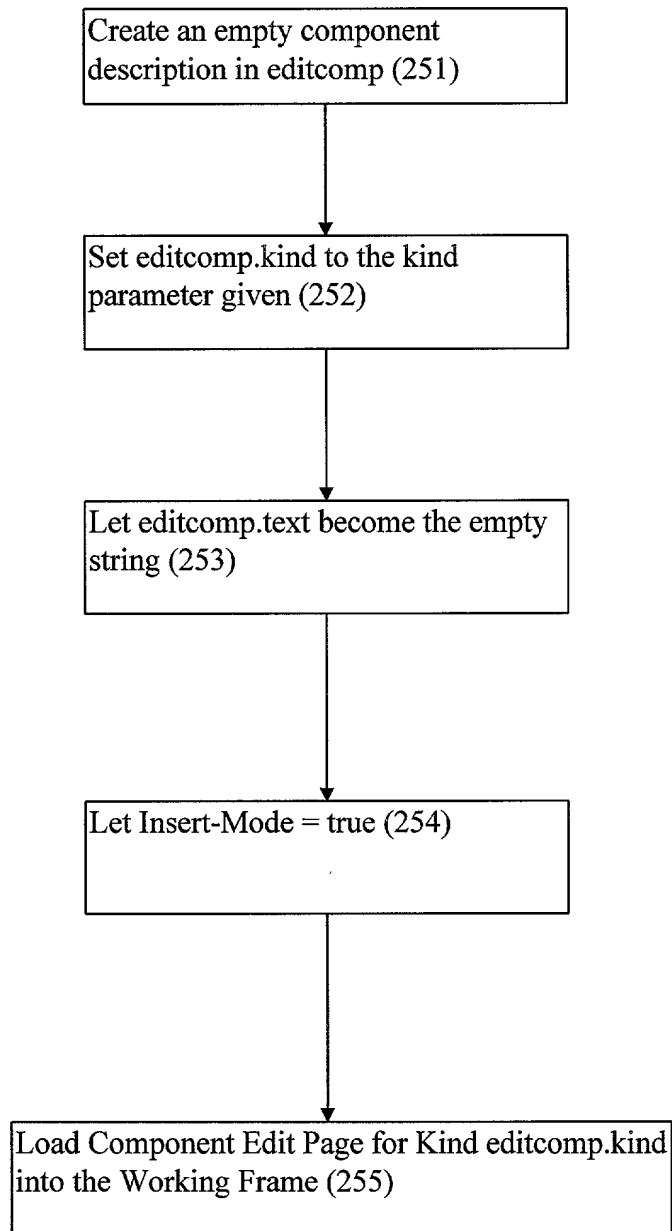 Create an empty component
description in editcomp (251)
Set editcomp.kind to the kind
parameter given (252)
Let editcomp.text become the empty
string (253)
Let Insert-Mode = true (254)
Load Component Edit Page for Kind editcomp.kind
into the Working Frame (255)